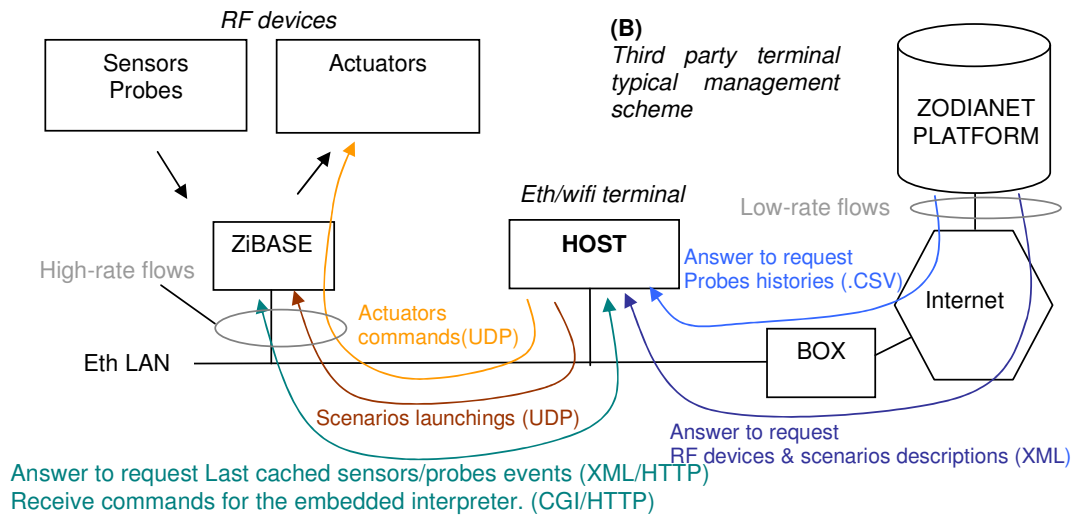 RF devices
Sensors
Probes
Actuators
(B)
Third party terminal
typical management
scheme
ZODIANET
PLATFORM
Eth/wifi terminal
Low-rate flows
ZiBASE
HOST
High-rate flows
Answer to request
Probes histories (.CSV)
Internet
Actuators
commands(UDP)
Eth LAN
BOX
Scenarios launchings (UDP)
Answer to request
RF devices & scenarios descriptions (XML)
Answer to request Last cached sensors/probes events (XML/HTTP)
Receive commands for the embedded interpreter. (CGI/HTTP)